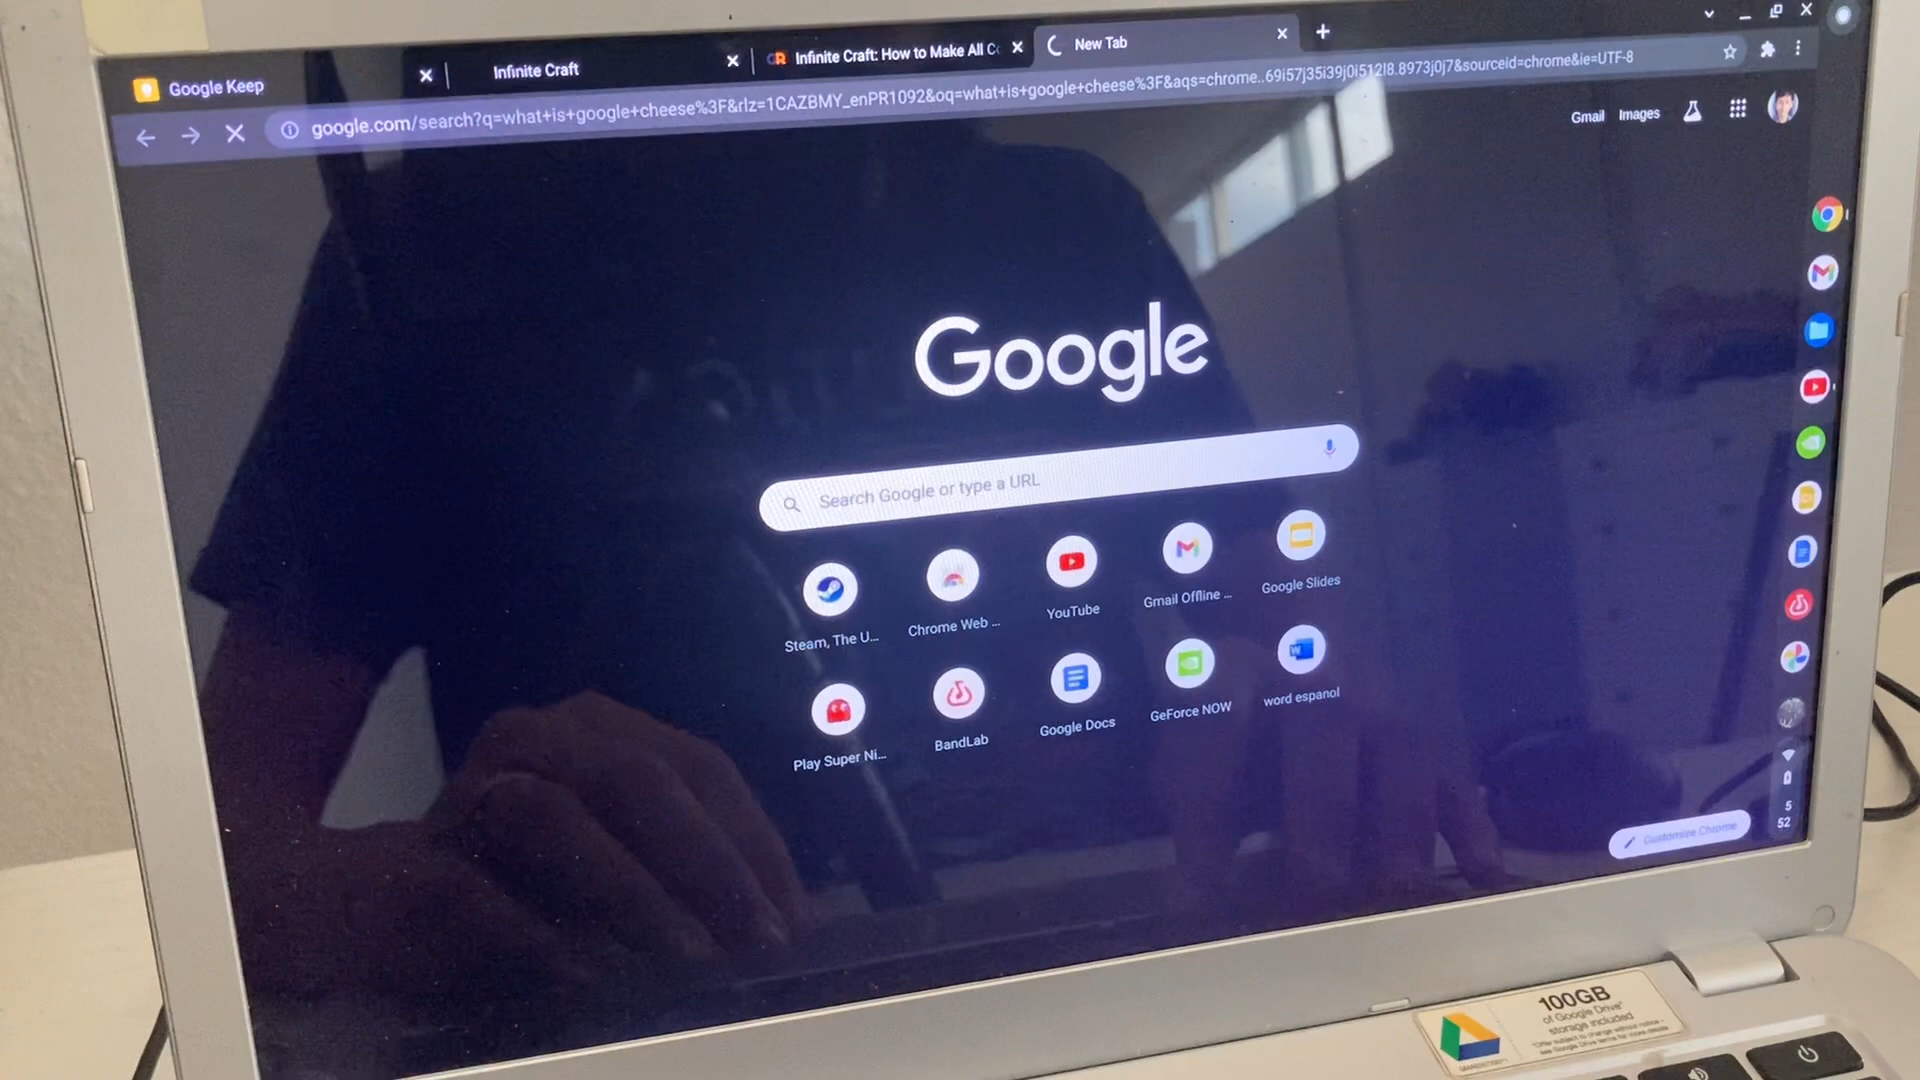 Google Keep
Infinite Craft
Infinite Craft: How to Make All Co
New Tab
google.com/search?q=what+is+google+cheese%3F&rlz=1CAZBMY_enPR1092&oq=what+is+google+cheese%3F&aqs=chrome..69i57j35i39j0i512l8.8973j0j7&sourceid=chrome&ie=UTF-8
Gmail Images
Google
Search Google or type a URL
Steam, The U...
Chrome Web ...
YouTube
Gmail Offline ...
Google Slides
Play Super Ni...
BandLab
Google Docs
GeForce NOW
word espanol
5
52
Customize Chrome
100GB
of Google Drive
storage included